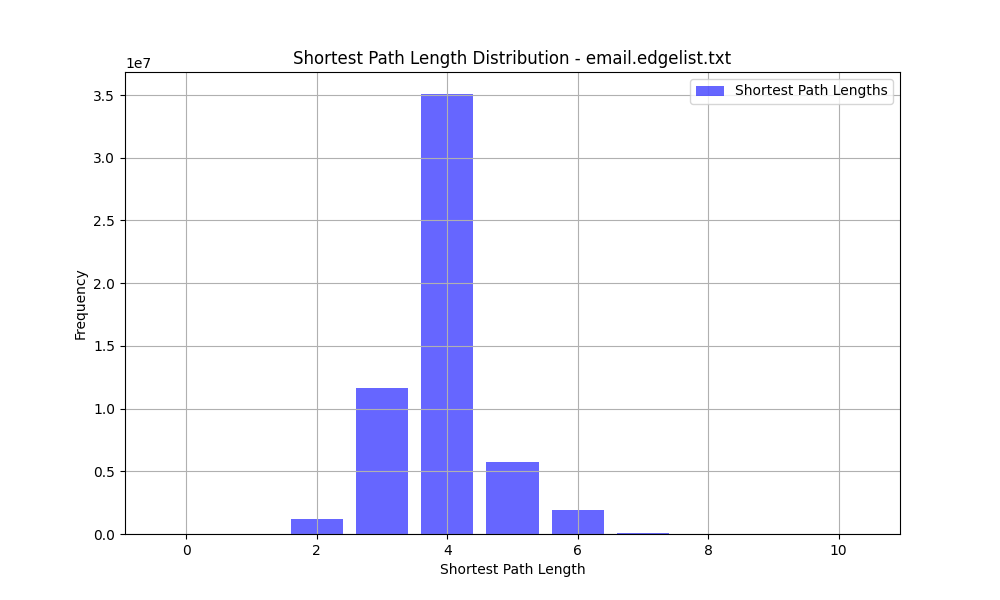 Shortest Path Length Distribution - email.edgelist.txt
1e7
Shortest Path Lengths
3.5
3.0
2.5
2.0
1.5
1.0
0.5
0.0
Frequency
0 2 4 6 8 10
Shortest Path Length